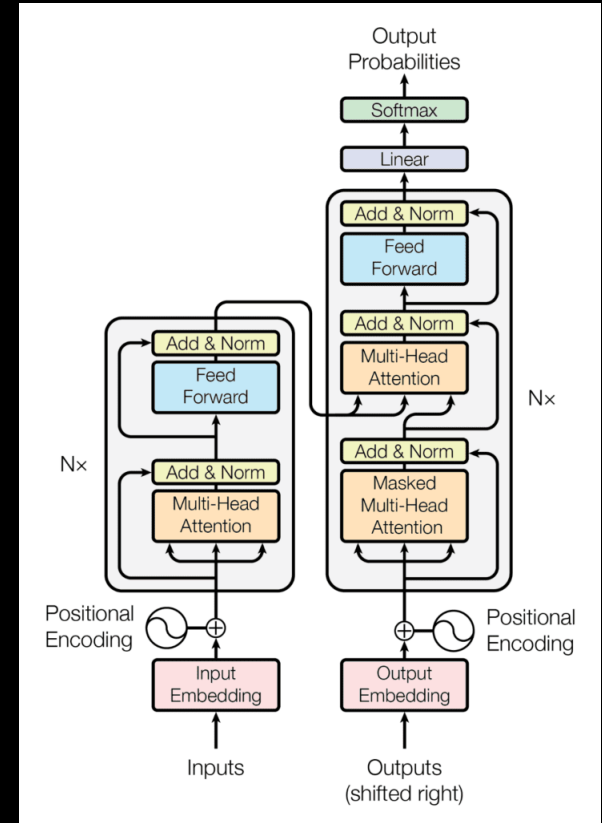 Output
Probabilities
Softmax
Linear
Add & Norm
Feed
Forward
Add & Norm
Multi-Head
Attention
Nx
Add & Norm
Masked
Multi-Head
Attention
Add & Norm
Feed
Forward
Nx
Add & Norm
Multi-Head
Attention
Positional
Encoding
Positional
Encoding
Input
Embedding
Output
Embedding
Inputs
Outputs
(shifted right)